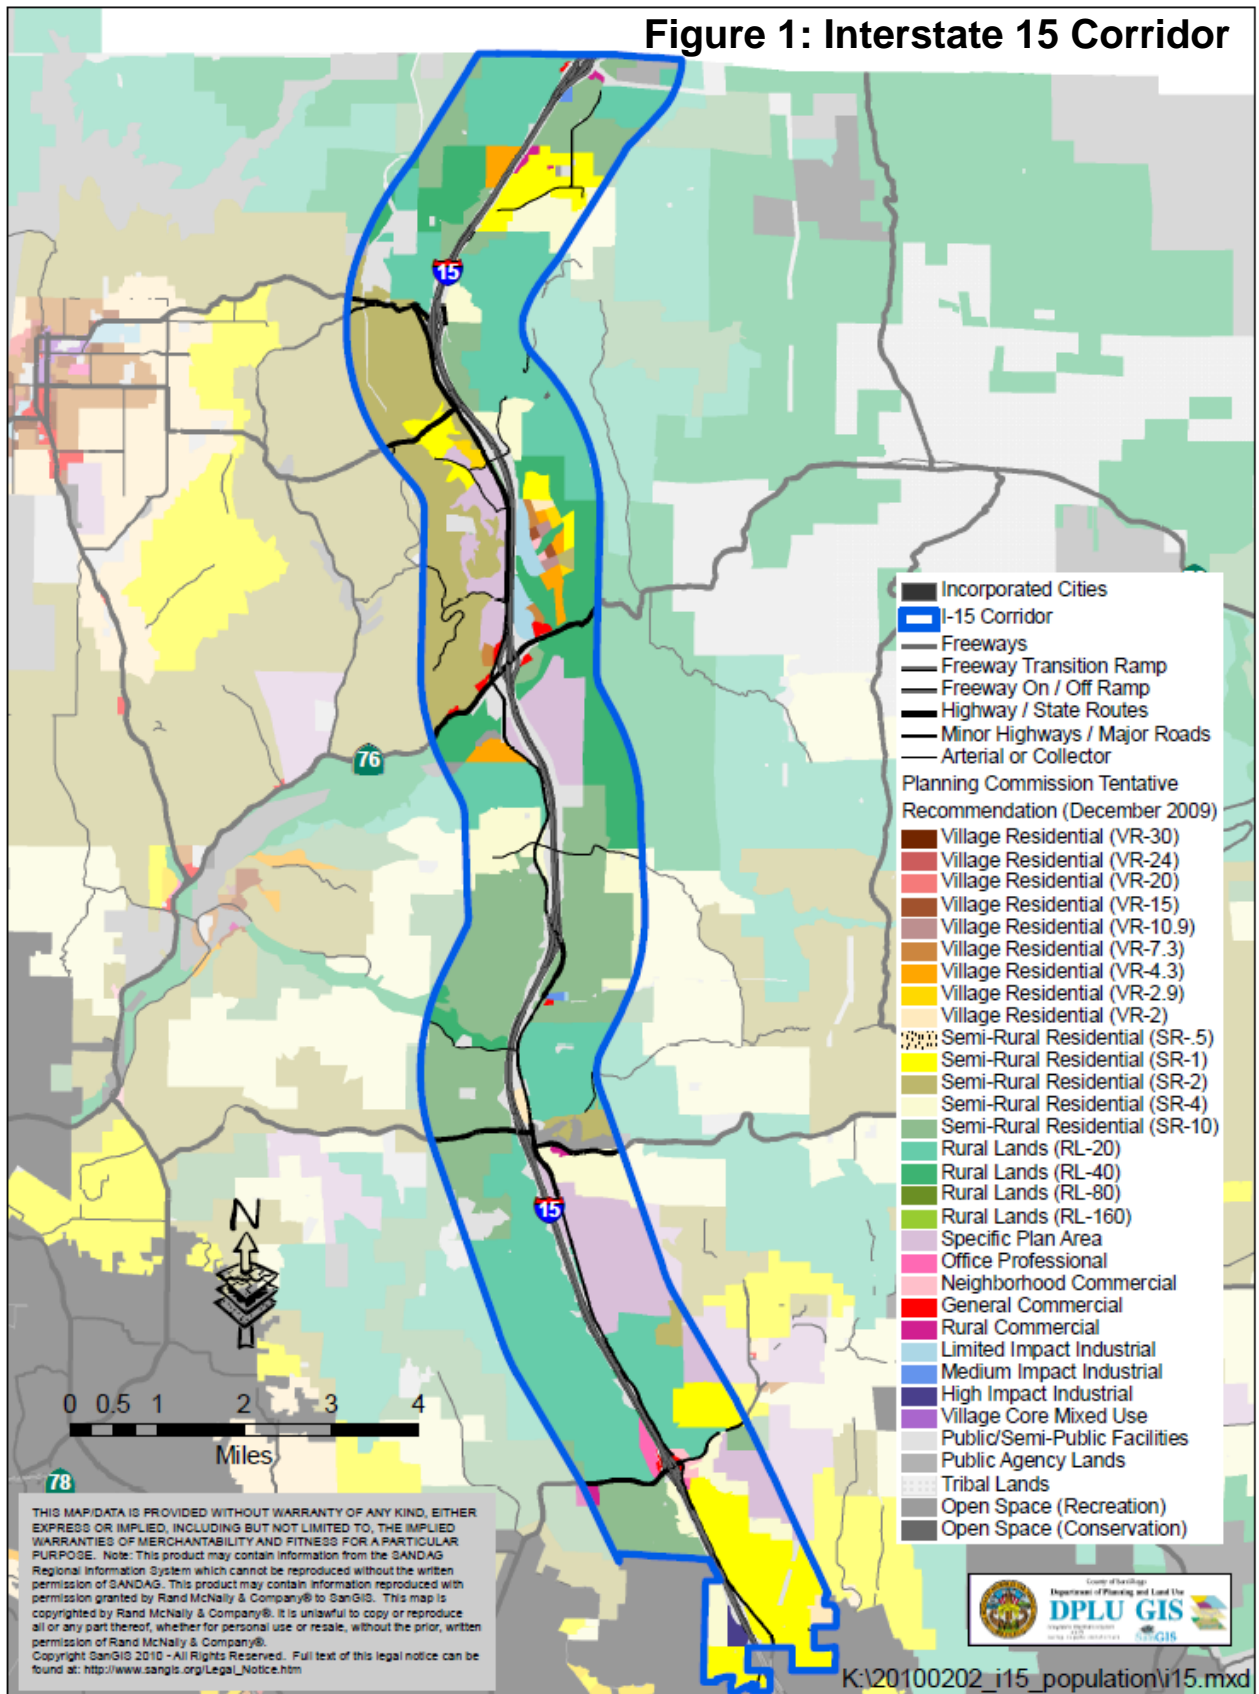 Figure 1: Interstate 15 Corridor
15
76
15
N
0 0.5 1 2 3 4
Miles
78
Incorporated Cities
I-15 Corridor
Freeways
Freeway Transition Ramp
Freeway On / Off Ramp
Highway / State Routes
Minor Highways / Major Roads
Arterial or Collector
Planning Commission Tentative
Recommendation (December 2009)
Village Residential (VR-30)
Village Residential (VR-24)
Village Residential (VR-20)
Village Residential (VR-15)
Village Residential (VR-10.9)
Village Residential (VR-7.3)
Village Residential (VR-4.3)
Village Residential (VR-2.9)
Village Residential (VR-2)
Semi-Rural Residential (SR-.5)
Semi-Rural Residential (SR-1)
Semi-Rural Residential (SR-2)
Semi-Rural Residential (SR-4)
Semi-Rural Residential (SR-10)
Rural Lands (RL-20)
Rural Lands (RL-40)
Rural Lands (RL-80)
Rural Lands (RL-160)
Specific Plan Area
Office Professional
Neighborhood Commercial
General Commercial
Rural Commercial
Limited Impact Industrial
Medium Impact Industrial
High Impact Industrial
Village Core Mixed Use
Public/Semi-Public Facilities
Public Agency Lands
Tribal Lands
Open Space (Recreation)
Open Space (Conservation)
THIS MAP/DATA IS PROVIDED WITHOUT WARRANTY OF ANY KIND, EITHER
EXPRESS OR IMPLIED, INCLUDING BUT NOT LIMITED TO, THE IMPLIED
WARRANTIES OF MERCHANTABILITY AND FITNESS FOR A PARTICULAR
PURPOSE. Note: This product may contain information from the SANDAG
Regional Information System which cannot be reproduced without the written
permission of SANDAG. This product may contain information reproduced with
permission granted by Rand McNally & Company® to SanGIS. This map is
copyrighted by Rand McNally & Company®. It is unlawful to copy or reproduce
all or any part thereof, whether for personal use or resale, without the prior, written
permission of Rand McNally & Company®.
Copyright SanGIS 2010 - All Rights Reserved. Full text of this legal notice can be
found at: http://www.sangis.org/Legal_Notice.htm
County of San Diego
Department of Planning and Land Use
DPLU GIS
SanGIS
K:\20100202_i15_population\i15.mxd